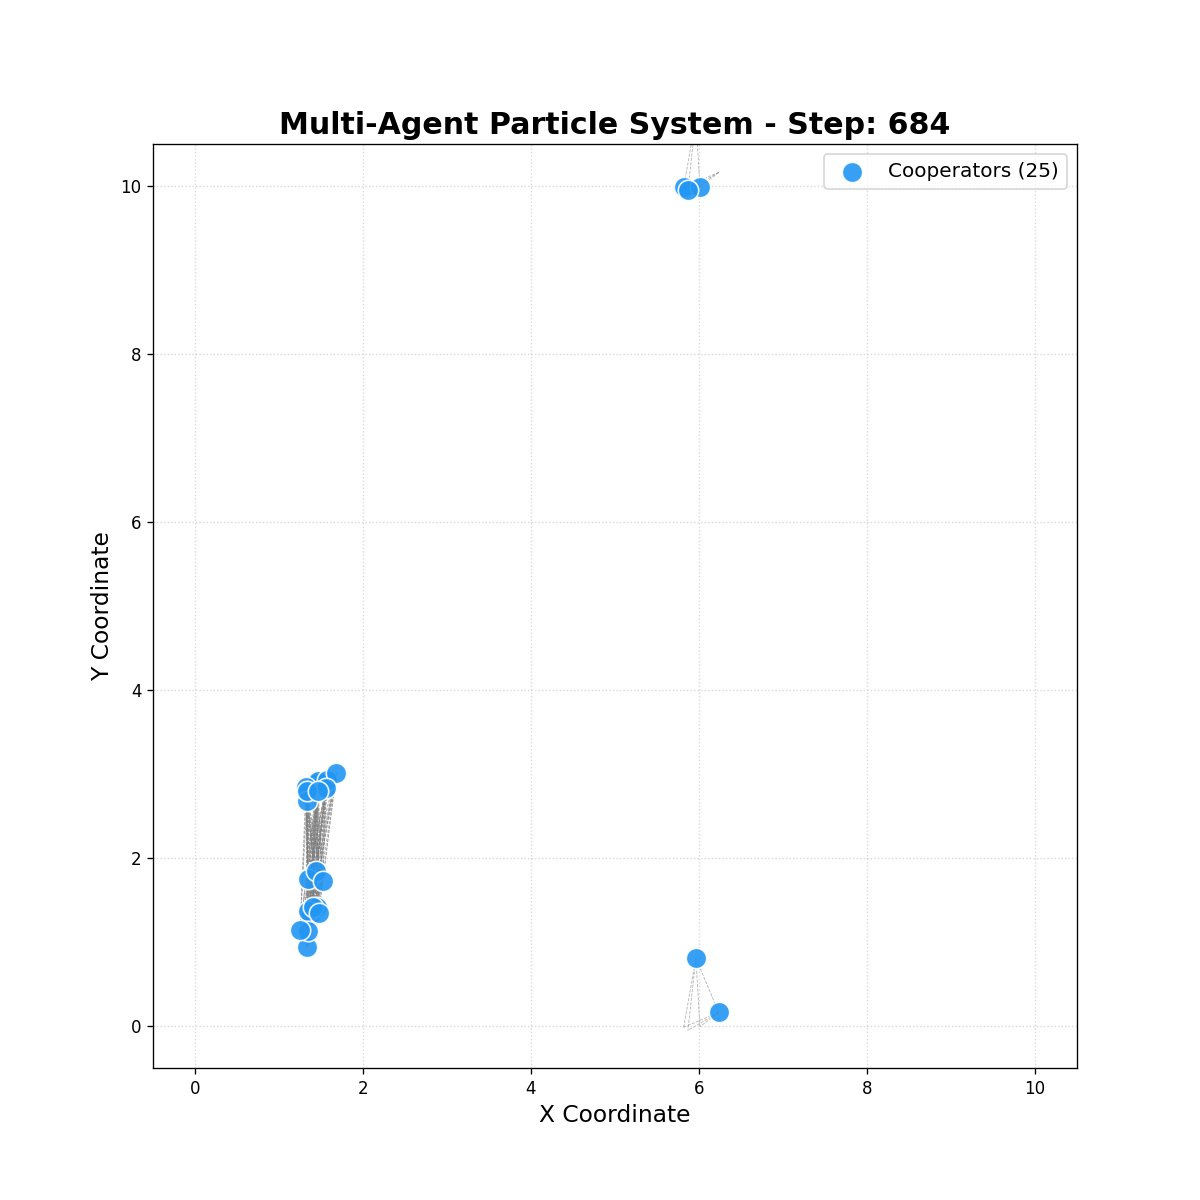 Multi-Agent Particle System - Step: 684
Cooperators (25)
10
8
6
4
2
0
Y Coordinate
0 2 4 6 8 10
X Coordinate